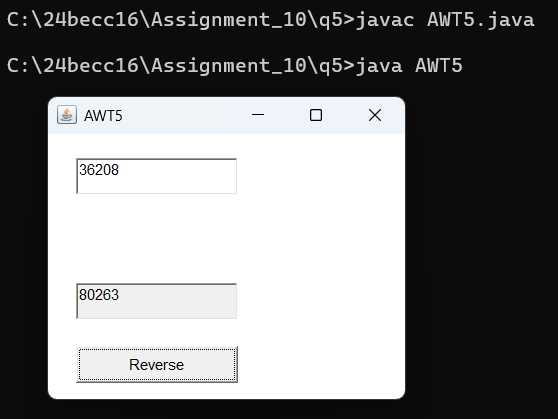 C:\24becc16\Assignment_10\q5>javac AWT5.java
C:\24becc16\Assignment_10\q5>java AWT5
AWT5
36208
80263
Reverse